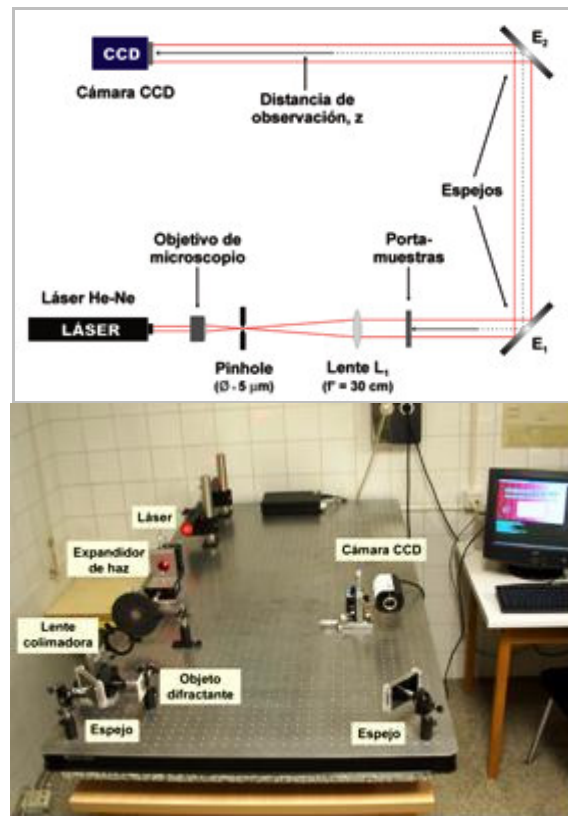 CCD
E₂
Cámara CCD
Distancia de
observación, z
Espejos
Objetivo de
microscopio
Porta-
muestras
Láser He-Ne
LÁSER
Pinhole
(Ø - 5 μm)
Lente L₁
(f' = 30 cm)
E₁
Láser
Expandidor
de haz
Cámara CCD
Lente
colimadora
Objeto
difractante
Espejo
Espejo